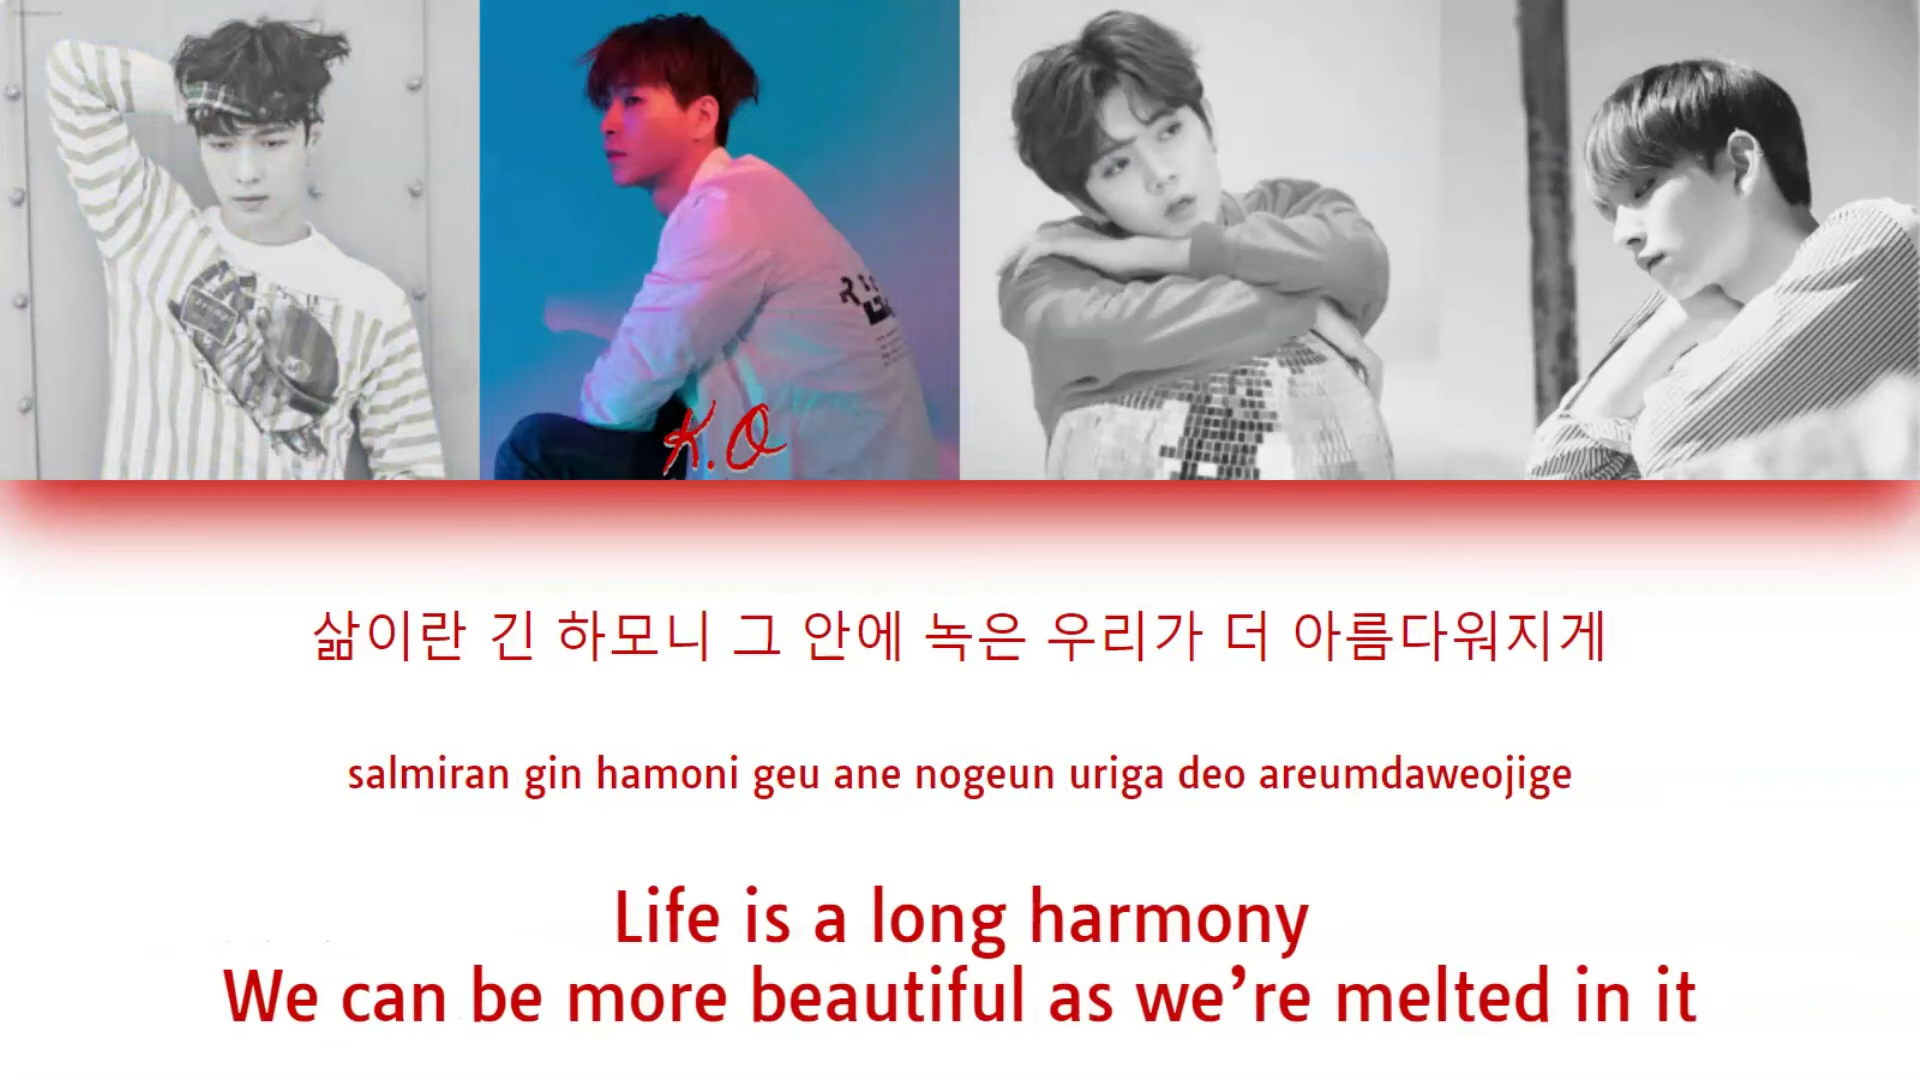 K.O
삶이란 긴 하모니 그 안에 녹은 우리가 더 아름다워지게
salmiran gin hamoni geu ane nogeun uriga deo areumdaweojige
Life is a long harmony
We can be more beautiful as we’re melted in it